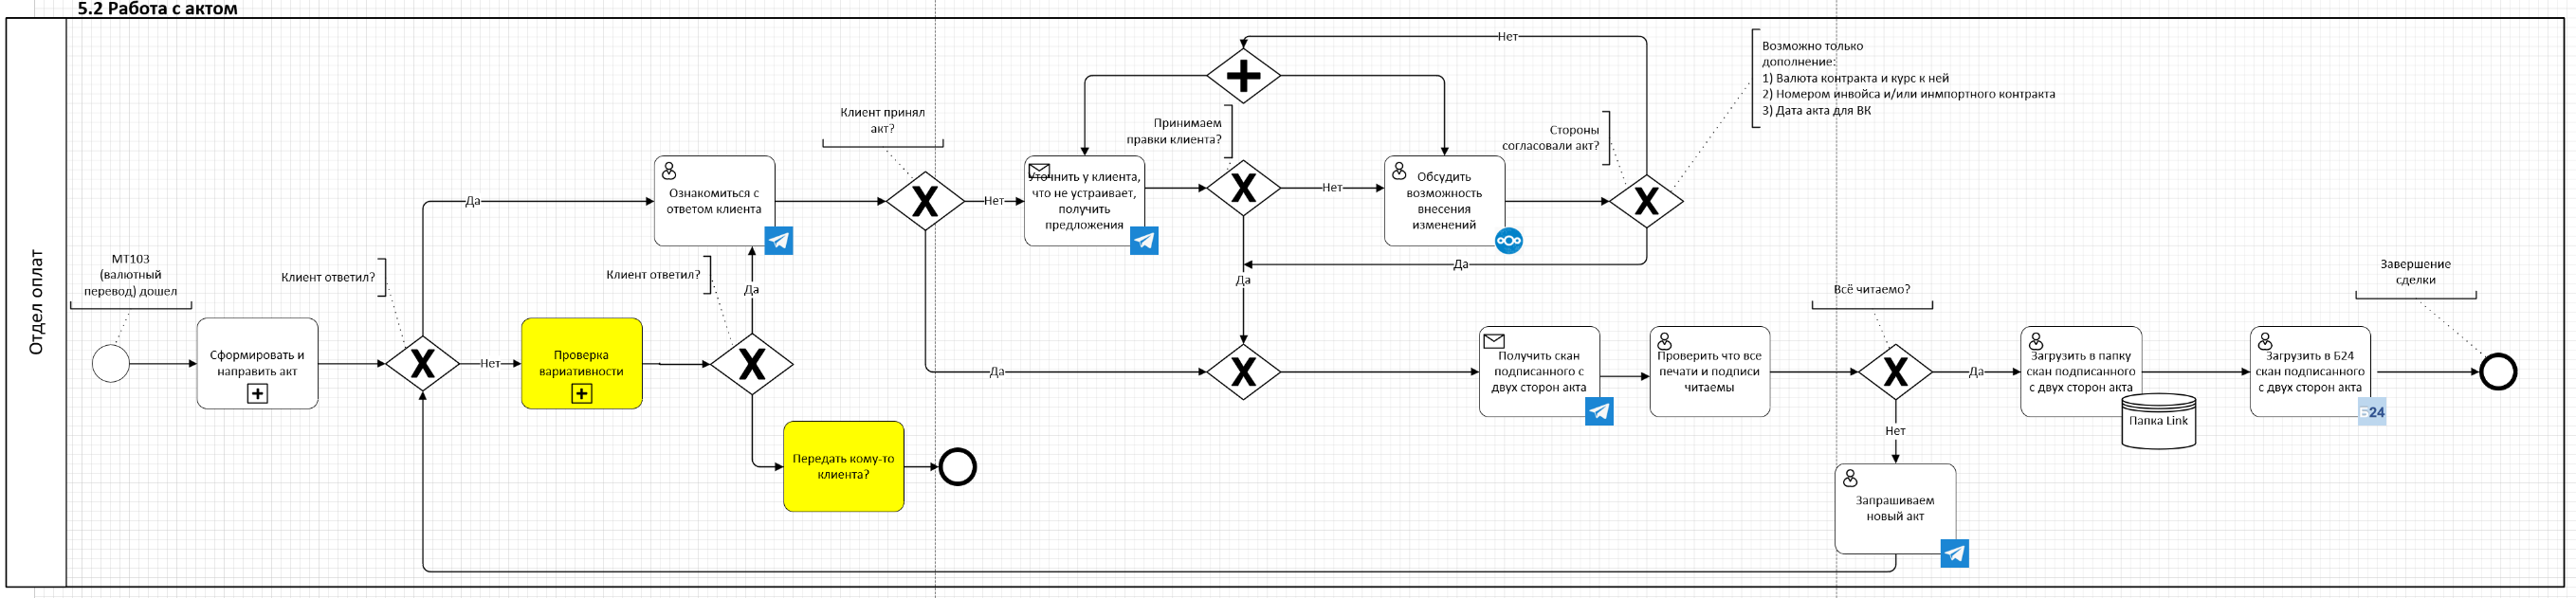 5.2 Работа с актом
Отдел оплат
МТ103
(валютный
перевод) дошел
Сформировать и
направить акт
Клиент ответил?
Да
Нет
Проверка
вариативности
Клиент ответил?
Да
Передать кому-то
клиента?
Ознакомиться с
ответом клиента
Клиент принял
акт?
Нет
Да
Уточнить у клиента,
что не устраивает,
получить
предложения
Принимаем
правки клиента?
Нет
Да
Обсудить
возможность
внесения
изменений
Стороны
согласовали акт?
Нет
Да
Возможно только
дополнение:
1) Валюта контракта и курс к ней
2) Номером инвойса и/или инмпортного контракта
3) Дата акта для ВК
Получить скан
подписанного с
двух сторон акта
Проверить что все
печати и подписи
читаемы
Всё читаемо?
Да
Нет
Запрашиваем
новый акт
Загрузить в папку
скан подписанного
с двух сторон акта
Папка Link
Загрузить в Б24
скан подписанного
с двух сторон акта
Б24
Завершение
сделки